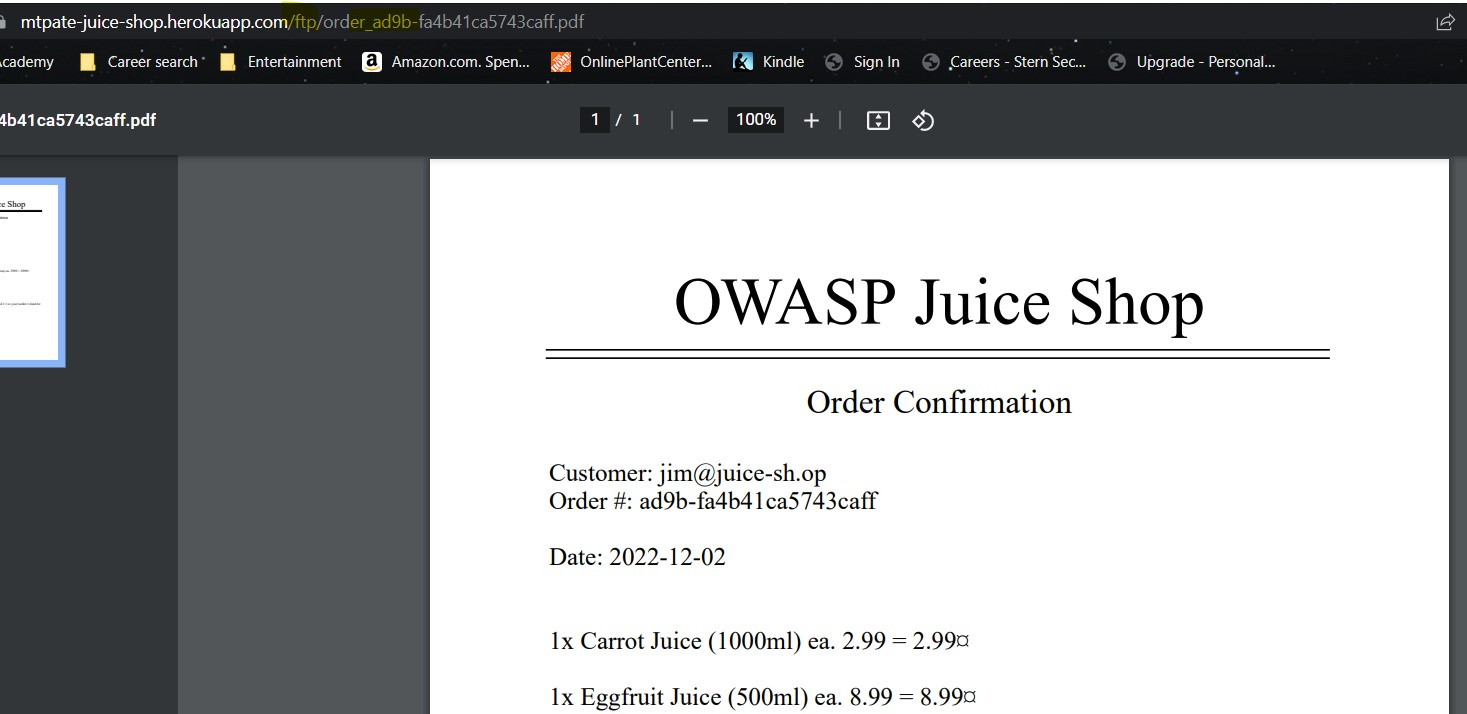 mtpate-juice-shop.herokuapp.com/ftp/order_ad9b-fa4b41ca5743caff.pdf
cademy Career search Entertainment a Amazon.com. Spen... OnlinePlantCenter... Kindle Sign In Careers - Stern Sec... Upgrade - Personal...
4b41ca5743caff.pdf 1 / 1 — 100% +
ce Shop
OWASP Juice Shop
Order Confirmation
Customer: jim@juice-sh.op
Order #: ad9b-fa4b41ca5743caff
Date: 2022-12-02
1x Carrot Juice (1000ml) ea. 2.99 = 2.99¤
1x Eggfruit Juice (500ml) ea. 8.99 = 8.99¤